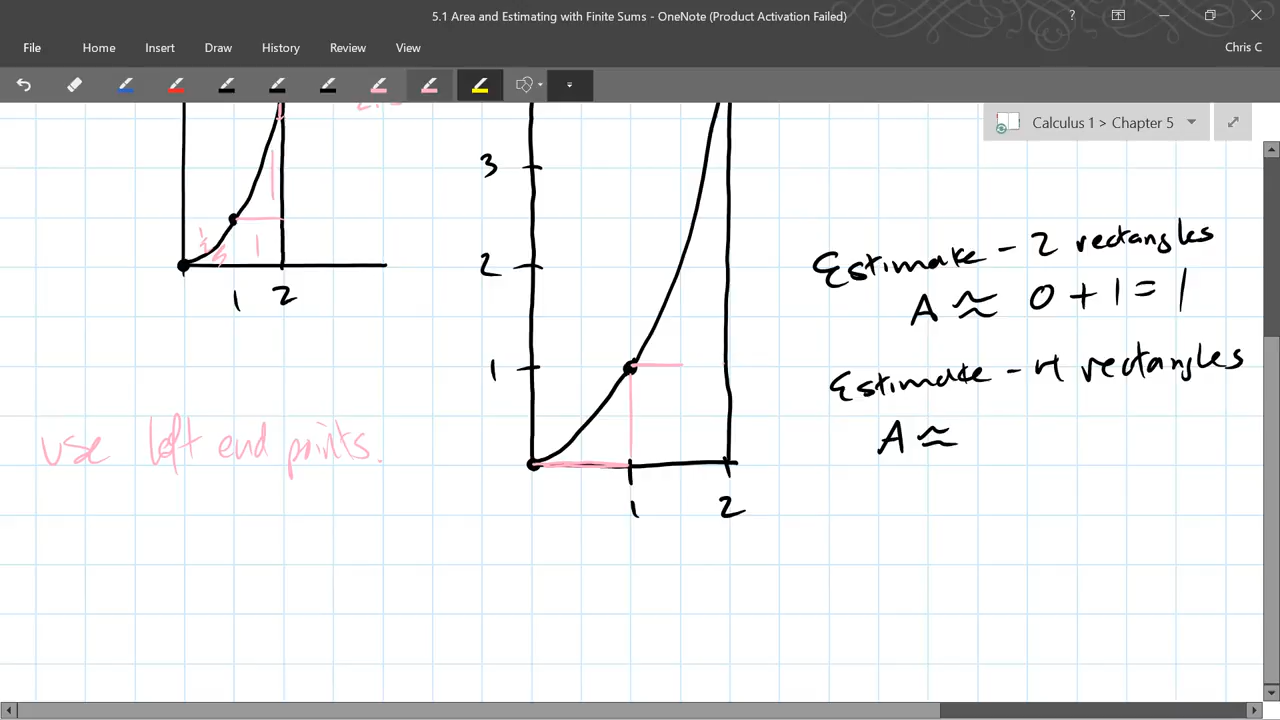 5.1 Area and Estimating with Finite Sums - OneNote (Product Activation Failed)
File Home Insert Draw History Review View Chris C
Calculus 1 > Chapter 5
3
2
1
1 2
1
1 2
use left end points.
Estimate - 2 rectangles
A ≈ 0 + 1 = 1
Estimate - 4 rectangles
A ≈